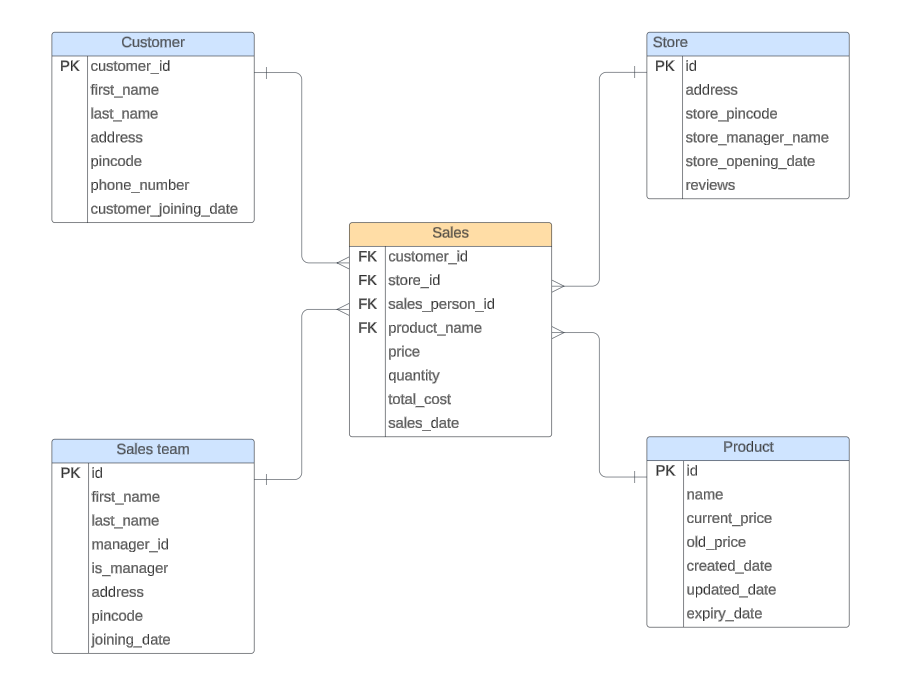 Customer
PK customer_id
first_name
last_name
address
pincode
phone_number
customer_joining_date
Store
PK id
address
store_pincode
store_manager_name
store_opening_date
reviews
Sales
FK customer_id
FK store_id
FK sales_person_id
FK product_name
price
quantity
total_cost
sales_date
Sales team
PK id
first_name
last_name
manager_id
is_manager
address
pincode
joining_date
Product
PK id
name
current_price
old_price
created_date
updated_date
expiry_date